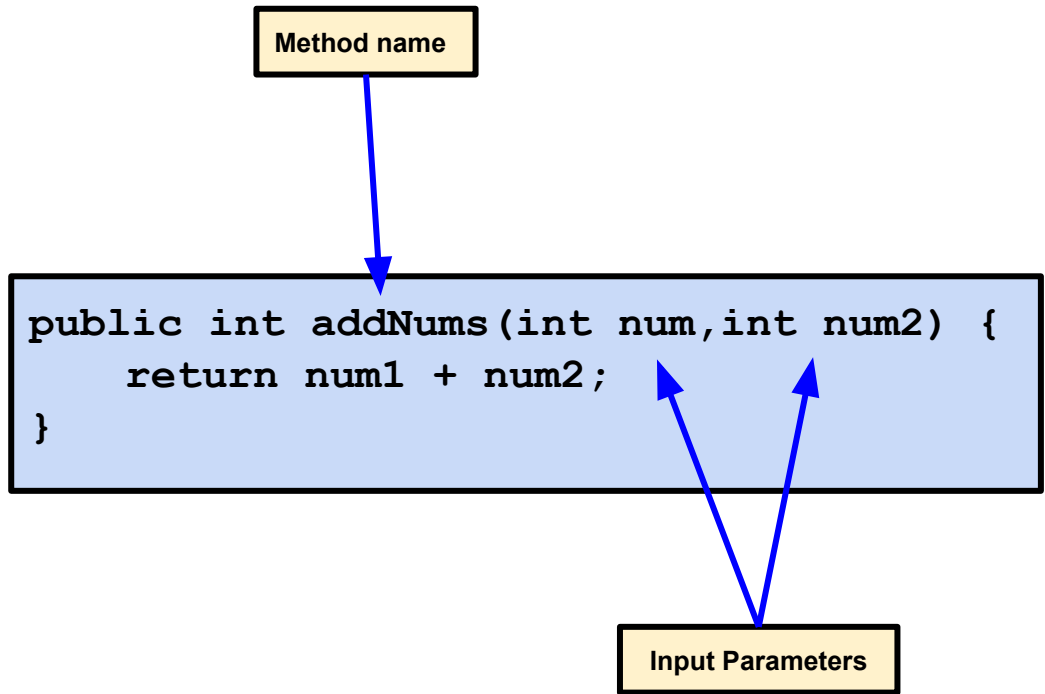 Method name
public int addNums(int num,int num2) {
return num1 + num2;
}
Input Parameters